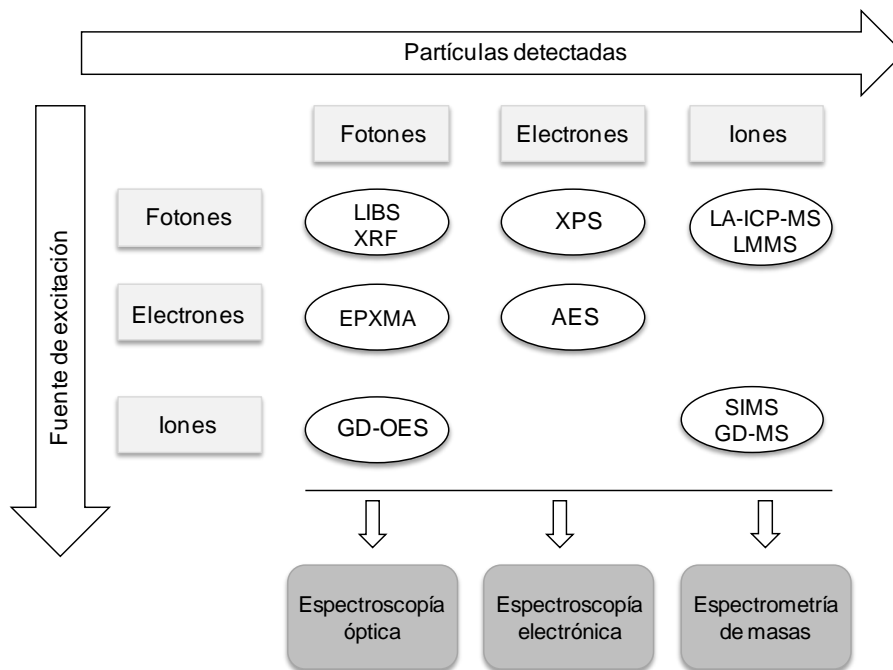 Partículas detectadas
Fuente de excitación
Fotones
Electrones
Iones
Fotones
LIBS
XRF
XPS
LA-ICP-MS
LMMS
Electrones
EPXMA
AES
Iones
GD-OES
SIMS
GD-MS
Espectroscopía
óptica
Espectroscopía
electrónica
Espectrometría
de masas